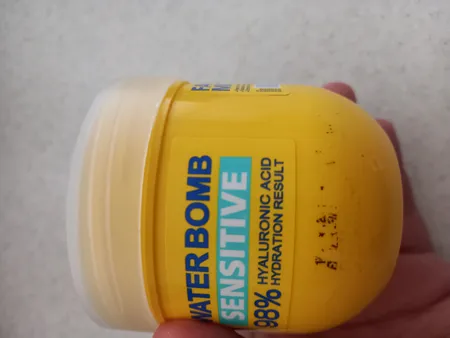 WATER BOMB
SENSITIVE
98% HYALURONIC ACID
HYDRATION RESULT